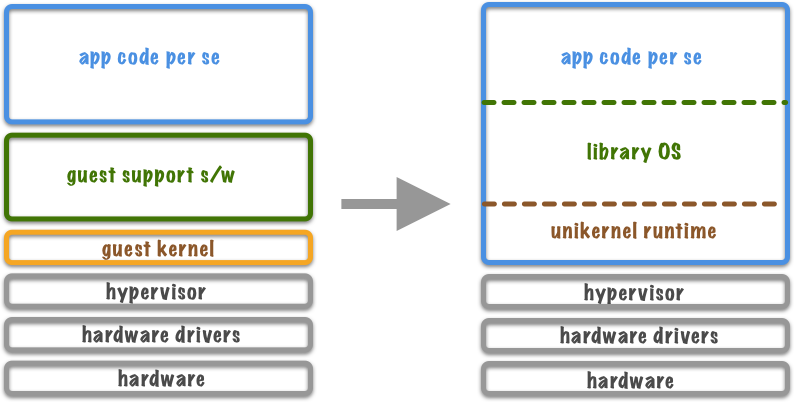 app code per se
guest support s/w
guest kernel
hypervisor
hardware drivers
hardware
app code per se
library OS
unikernel runtime
hypervisor
hardware drivers
hardware